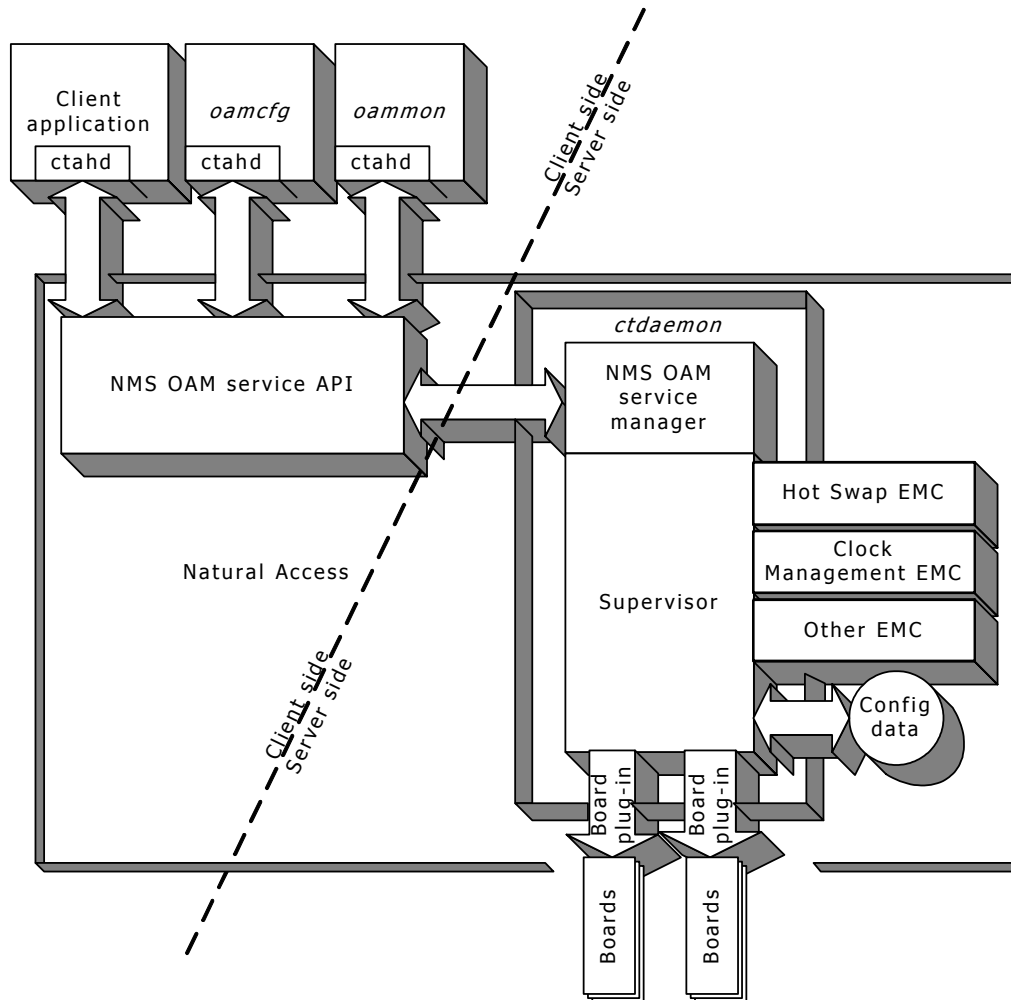 Client
application
ctahd
oamcfg
ctahd
oammon
ctahd
Client side
Server side
NMS OAM service API
ctdaemon
NMS OAM
service
manager
Hot Swap EMC
Clock
Management EMC
Other EMC
Natural Access
Supervisor
Client side
Server side
Config
data
Board
plug-in
Board
plug-in
Boards
Boards